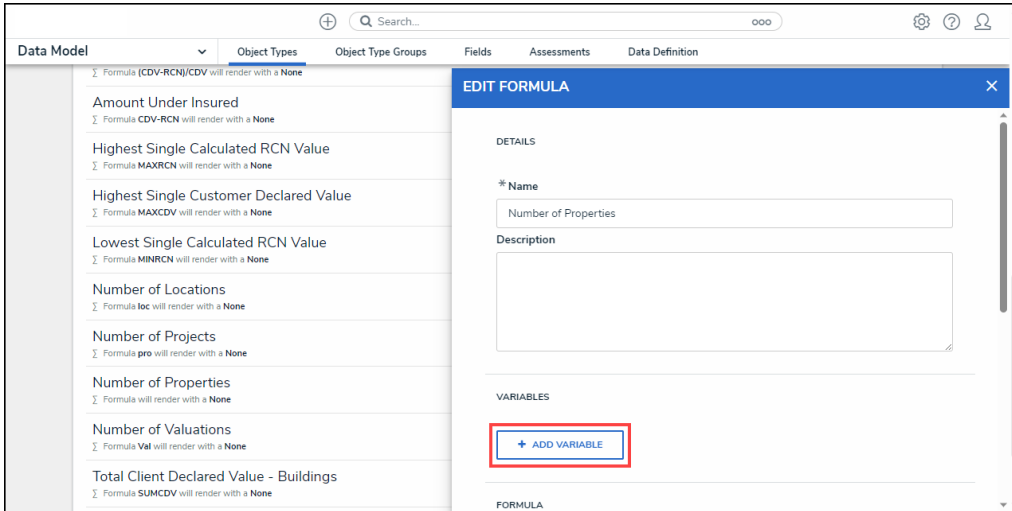 Search...
ooo
Data Model
Object Types
Object Type Groups
Fields
Assessments
Data Definition
∑ Formula (CDV-RCN)/CDV will render with a None
Amount Under Insured
∑ Formula CDV-RCN will render with a None
Highest Single Calculated RCN Value
∑ Formula MAXRCN will render with a None
Highest Single Customer Declared Value
∑ Formula MAXCDV will render with a None
Lowest Single Calculated RCN Value
∑ Formula MINRCN will render with a None
Number of Locations
∑ Formula loc will render with a None
Number of Projects
∑ Formula pro will render with a None
Number of Properties
∑ Formula will render with a None
Number of Valuations
∑ Formula Val will render with a None
Total Client Declared Value - Buildings
∑ Formula SUMCDV will render with a None
EDIT FORMULA
DETAILS
* Name
Number of Properties
Description
VARIABLES
+ ADD VARIABLE
FORMULA